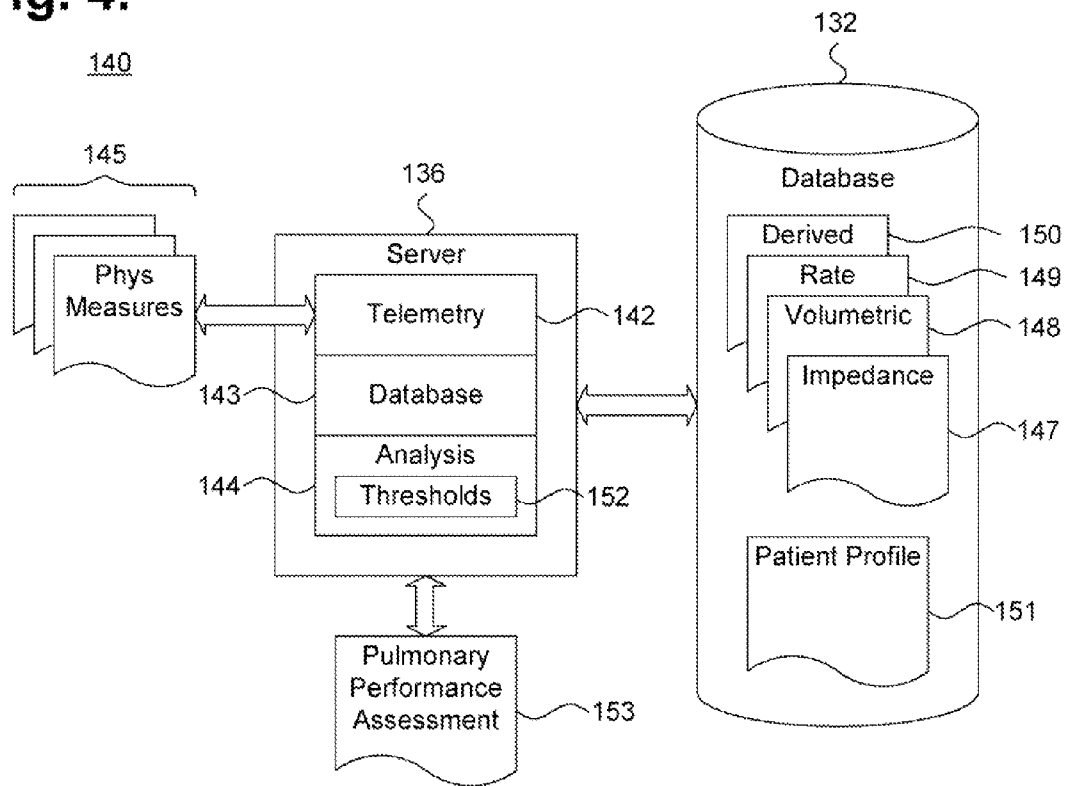 Fig. 4.
140
132
145
136
Database
Server
Derived
150
Phys
Measures
Rate
149
Telemetry
142
Volumetric
148
Impedance
143
Database
147
Analysis
144
Thresholds
152
Patient Profile
151
Pulmonary
Performance
Assessment
153